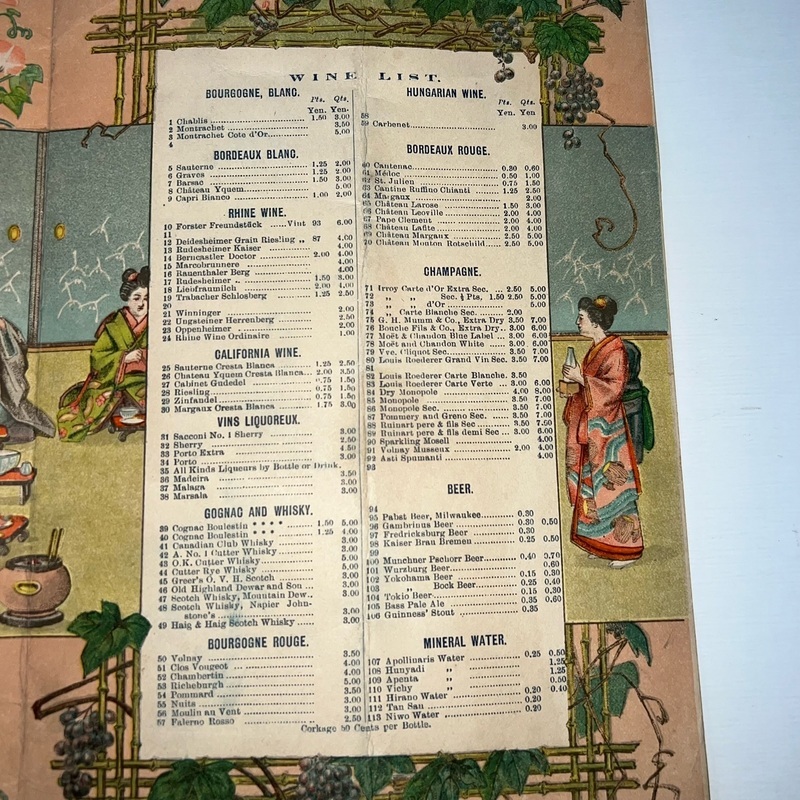 WINE LIST.
BOURGOGNE, BLANC.
Pts. Qts.
Yen. Yen.
1 Chablis 1.50 3.00
2 Montrachet 3.50
3 Montrachet Cote d'Or 5.00
4
BORDEAUX BLANC.
5 Sauterne 1.25 2.00
6 Graves 1.25 2.00
7 Barsac 1.50 3.00
8 Château Yquem 5.00
9 Capri Bianco 1.00 2.00
RHINE WINE.
10 Forster Freundstück Vint 93 6.00
11
12 Deidesheimer Grain Riesling „ 87 4.00
13 Rudesheimer Kaiser 4.00
14 Berncastler Doctor 2.00 4.00
15 Marcobrunnere 4.00
16 Rauenthaler Berg 4.00
17 Rudesheimer 1.50 3.00
18 Liebfraumilch 2.00 4.00
19 Trabacher Schlosberg 1.25 2.50
20
21 Winninger 2.00
22 Ungsteiner Herrenberg 2.50
23 Oppenheimer 2.00
24 Rhine Wine Ordinaire 1.00
CALIFORNIA WINE.
25 Sauterne Cresta Blanca 1.25 2.50
26 Chateau Yquem Cresta Blanca 2.00 3.50
27 Cabinet Gudedel 0.75 1.50
28 Riesling 0.75 1.50
29 Zinfandel 0.75 1.50
30 Margaux Cresta Blanca 1.75 3.00
VINS LIQUOREUX.
31 Sacconi No. 1 Sherry 3.00
32 Sherry 2.50
33 Porto Extra 4.50
34 Porto 3.00
35 All Kinds Liqueurs by Bottle or Drink.
36 Madeira 3.50
37 Malaga 3.00
38 Marsala 3.00
COGNAC AND WHISKY.
39 Cognac Boulestin **** 1.50 5.00
40 Cognac Boulestin *** 1.25 4.00
41 Canadian Club Whisky 3.00
42 A. No. 1 Cutter Whisky 3.00
43 O.K. Cutter Whisky 5.00
44 Cutter Rye Whisky 5.00
45 Greer's O. V. H. Scotch 3.00
46 Old Highland Dewar and Son 3.00
47 Scotch Whisky, Mountain Dew 3.00
48 Scotch Whisky, Napier John-
stone's 3.00
49 Haig & Haig Scotch Whisky 3.00
BOURGOGNE ROUGE.
50 Volnay 3.50
51 Clos Vougeot 4.00
52 Chambertin 4.00
53 Richeburgh 5.00
54 Pommard 3.50
55 Nuits 3.00
56 Moulin au Vent 3.00
57 Falerno Rosso 2.50
HUNGARIAN WINE.
Pts. Qts.
Yen. Yen
58
59 Carbenet 3.00
BORDEAUX ROUGE.
60 Cantenac 0.30 0.60
61 Médoc 0.50 1.00
62 St. Julien 0.75 1.50
63 Cantine Ruffino Chianti 1.25 2.50
64 Margaux 2.00
65 Château Larose 1.50 3.00
66 Château Leoville 2.00 4.00
67 Pape Clement 2.00 4.00
68 Château Lafite 2.00 4.00
69 Château Margaux 2.50 5.00
70 Château Mouton Rotschild 2.50 5.00
CHAMPAGNE.
71 Irroy Carte d'Or Extra Sec. 2.50 5.00
72 „ „ Sec. ½ Pts, 1.50 2.50 5.00
73 „ „ d'Or 5.00
74 „ Carte Blanche Sec. 2.00
75 G. H. Mumm & Co., Extra Dry 3.50 7.00
76 Bouche Fils & Co., Extra Dry 3.00 6.00
77 Moët & Chandon Blue Label 3.00 6.00
78 Moët and Chandon White 3.00 6.00
79 Vve. Cliquot Sec. 3.50 7.00
80 Louis Roederer Grand Vin Sec. 3.50 7.00
81
82 Louis Roederer Carte Blanche. 3.50
83 Louis Roederer Carte Verte 3.00 6.00
84 Dry Monopole 4.00 8.00
85 Monopole 3.50 7.00
86 Monopole Sec. 3.50 7.00
87 Pommery and Greno Sec. 3.50 7.00
88 Ruinart pere & fils Sec 3.50 7.50
89 Ruinart pere & fils demi Sec 3.00 6.00
90 Sparkling Mosell 4.00
91 Volnay Musseux 2.00 4.00
92 Asti Spumanti 4.00
93
BEER.
94
95 Pabst Beer, Milwaukee 0.30
96 Gambrinus Beer 0.30 0.50
97 Fredricksburg Beer 0.30
98 Kaiser Brau Bremen 0.25 0.50
99
100 Munchner Pschorr Beer 0.40 0.70
101 Wurzburg Beer 0.60
102 Yokohama Beer 0.15 0.30
103 „ Bock Beer 0.25 0.40
104 Tokio Beer 0.15 0.30
105 Bass Pale Ale 0.35 0.60
106 Guinness' Stout 0.35
MINERAL WATER.
107 Apollinaris Water 0.25 0.50
108 Hunyadi „ 1.25
109 Apenta „ 1.25
110 Vichy „ 0.50
111 Hirano Water 0.20 0.40
112 Tan San 0.20
113 Niwo Water 0.20
Corkage 50 Cents per Bottle.